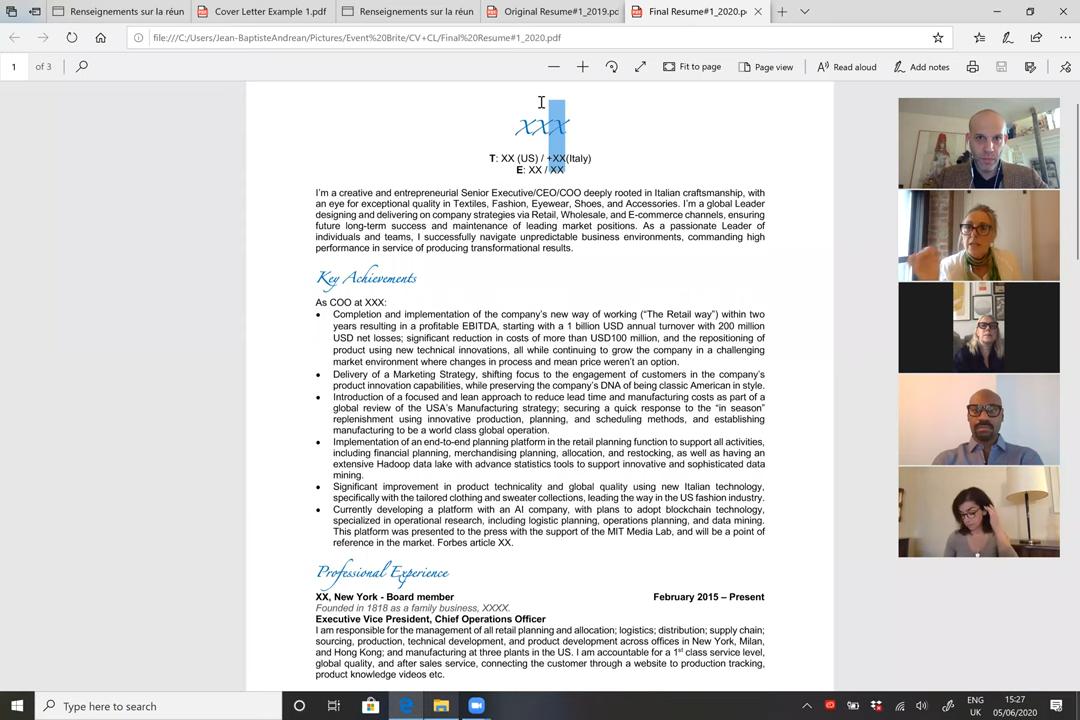 Renseignements sur la réun
Cover Letter Example 1.pdf
Renseignements sur la réun
Original Resume#1_2019.pc
Final Resume#1_2020.p
file:///C:/Users/Jean-BaptisteAndrean/Pictures/Event%20Brite/CV+CL/Final%20Resume#1_2020.pdf
1 of 3
Fit to page
Page view
Read aloud
Add notes
XXX
T: XX (US) / +XX(Italy)
E: XX / XX
I'm a creative and entrepreneurial Senior Executive/CEO/COO deeply rooted in Italian craftsmanship, with
an eye for exceptional quality in Textiles, Fashion, Eyewear, Shoes, and Accessories. I'm a global Leader
designing and delivering on company strategies via Retail, Wholesale, and E-commerce channels, ensuring
future long-term success and maintenance of leading market positions. As a passionate Leader of
individuals and teams, I successfully navigate unpredictable business environments, commanding high
performance in service of producing transformational results.
Key Achievements
As COO at XXX:
• Completion and implementation of the company's new way of working ("The Retail way") within two
years resulting in a profitable EBITDA, starting with a 1 billion USD annual turnover with 200 million
USD net losses; significant reduction in costs of more than USD100 million, and the repositioning of
product using new technical innovations, all while continuing to grow the company in a challenging
market environment where changes in process and mean price weren't an option.
• Delivery of a Marketing Strategy, shifting focus to the engagement of customers in the company's
product innovation capabilities, while preserving the company's DNA of being classic American in style.
• Introduction of a focused and lean approach to reduce lead time and manufacturing costs as part of a
global review of the USA's Manufacturing strategy; securing a quick response to the "in season"
replenishment using innovative production, planning, and scheduling methods, and establishing
manufacturing to be a world class global operation.
• Implementation of an end-to-end planning platform in the retail planning function to support all activities,
including financial planning, merchandising planning, allocation, and restocking, as well as having an
extensive Hadoop data lake with advance statistics tools to support innovative and sophisticated data
mining.
• Significant improvement in product technicality and global quality using new Italian technology,
specifically with the tailored clothing and sweater collections, leading the way in the US fashion industry.
• Currently developing a platform with an AI company, with plans to adopt blockchain technology,
specialized in operational research, including logistic planning, operations planning, and data mining.
This platform was presented to the press with the support of the MIT Media Lab, and will be a point of
reference in the market. Forbes article XX.
Professional Experience
XX, New York - Board member February 2015 – Present
Founded in 1818 as a family business, XXXX.
Executive Vice President, Chief Operations Officer
I am responsible for the management of all retail planning and allocation; logistics; distribution; supply chain;
sourcing, production, technical development, and product development across offices in New York, Milan,
and Hong Kong; and manufacturing at three plants in the US. I am accountable for a 1st class service level,
global quality, and after sales service, connecting the customer through a website to production tracking,
product knowledge videos etc.
Type here to search
ENG
UK
15:27
05/06/2020